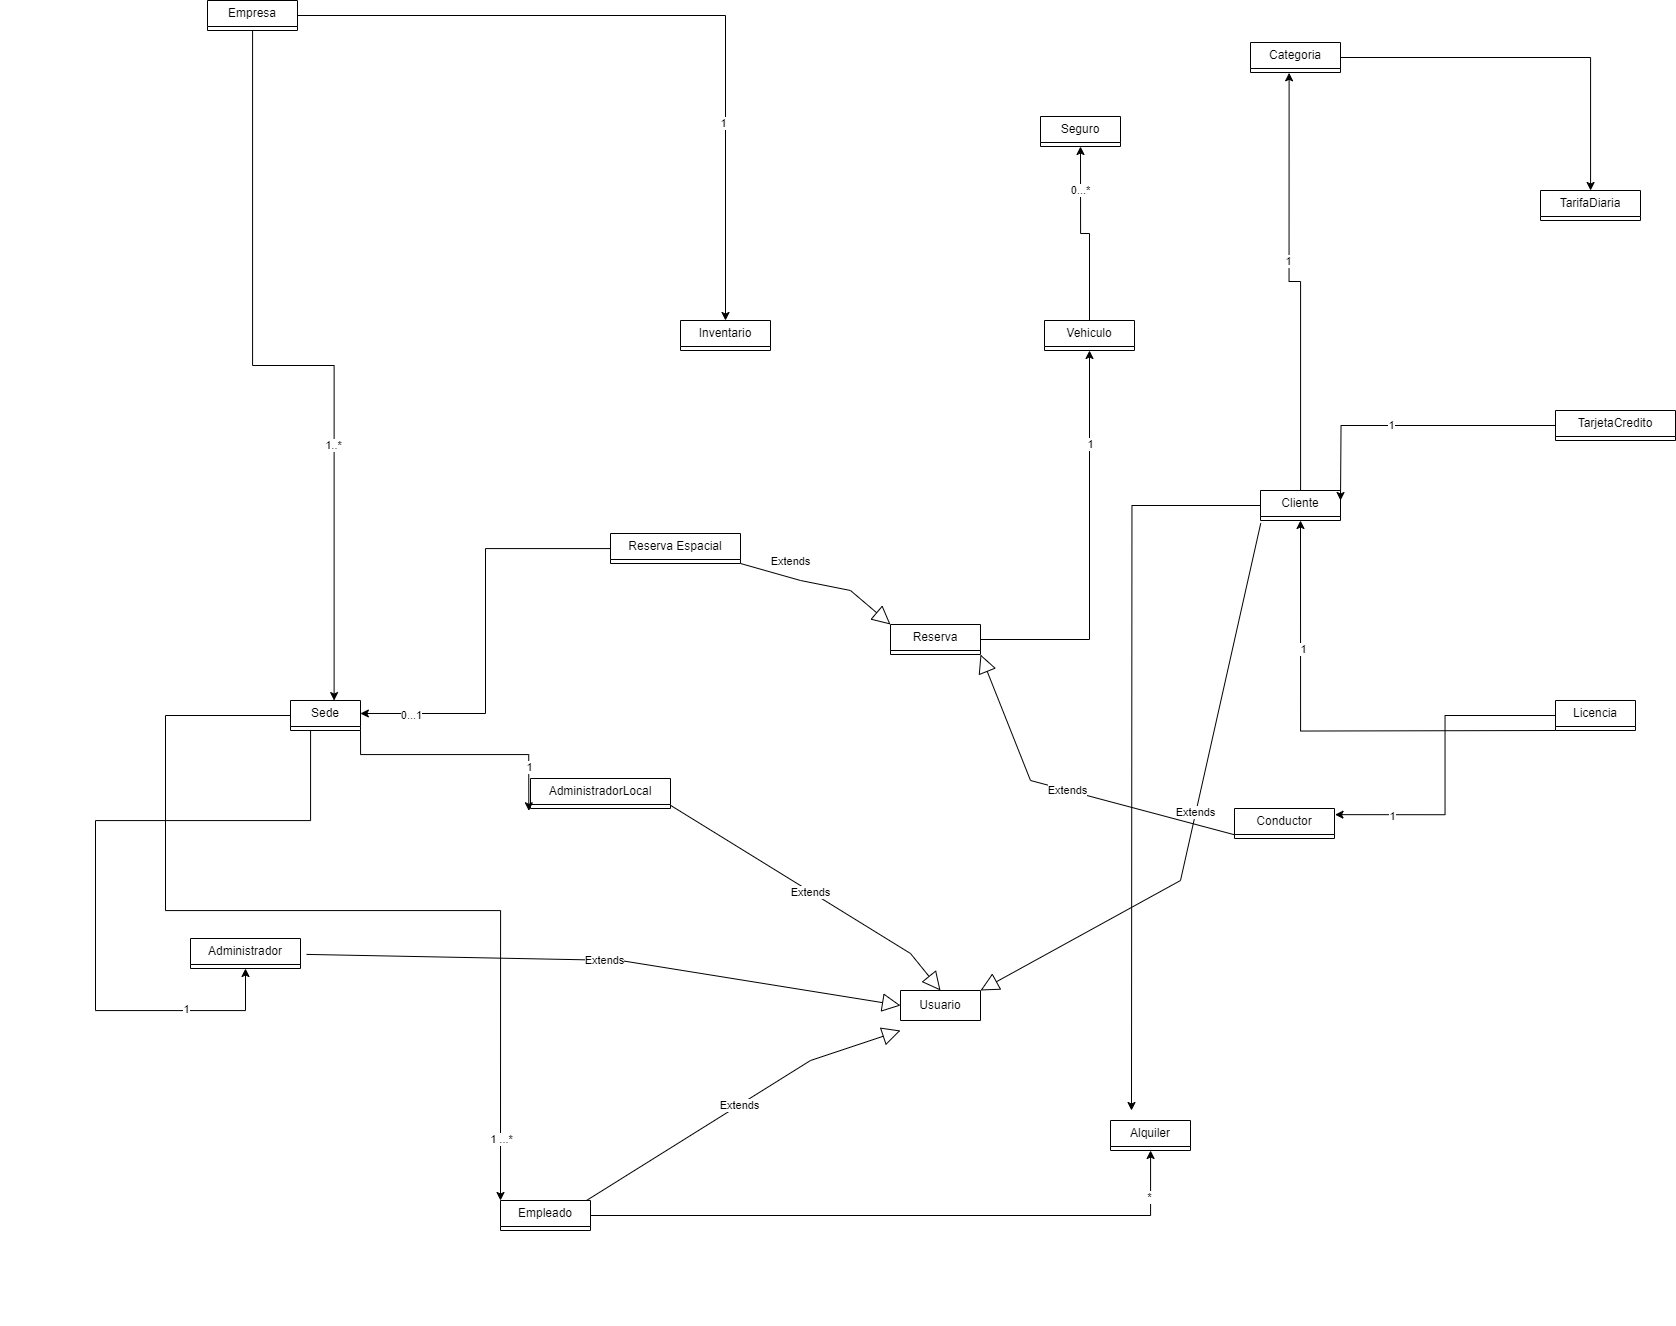 Empresa
Categoria
1
Seguro
0...*
TarifaDiaria
1
Inventario
Vehiculo
TarjetaCredito
1
1..*
1
Cliente
Reserva Espacial
Extends
Reserva
1
Sede
0...1
Licencia
1
AdministradorLocal
Extends
Extends
Conductor
1
Extends
Administrador
Extends
1
Usuario
Extends
Alquiler
1 ...*
*
Empleado